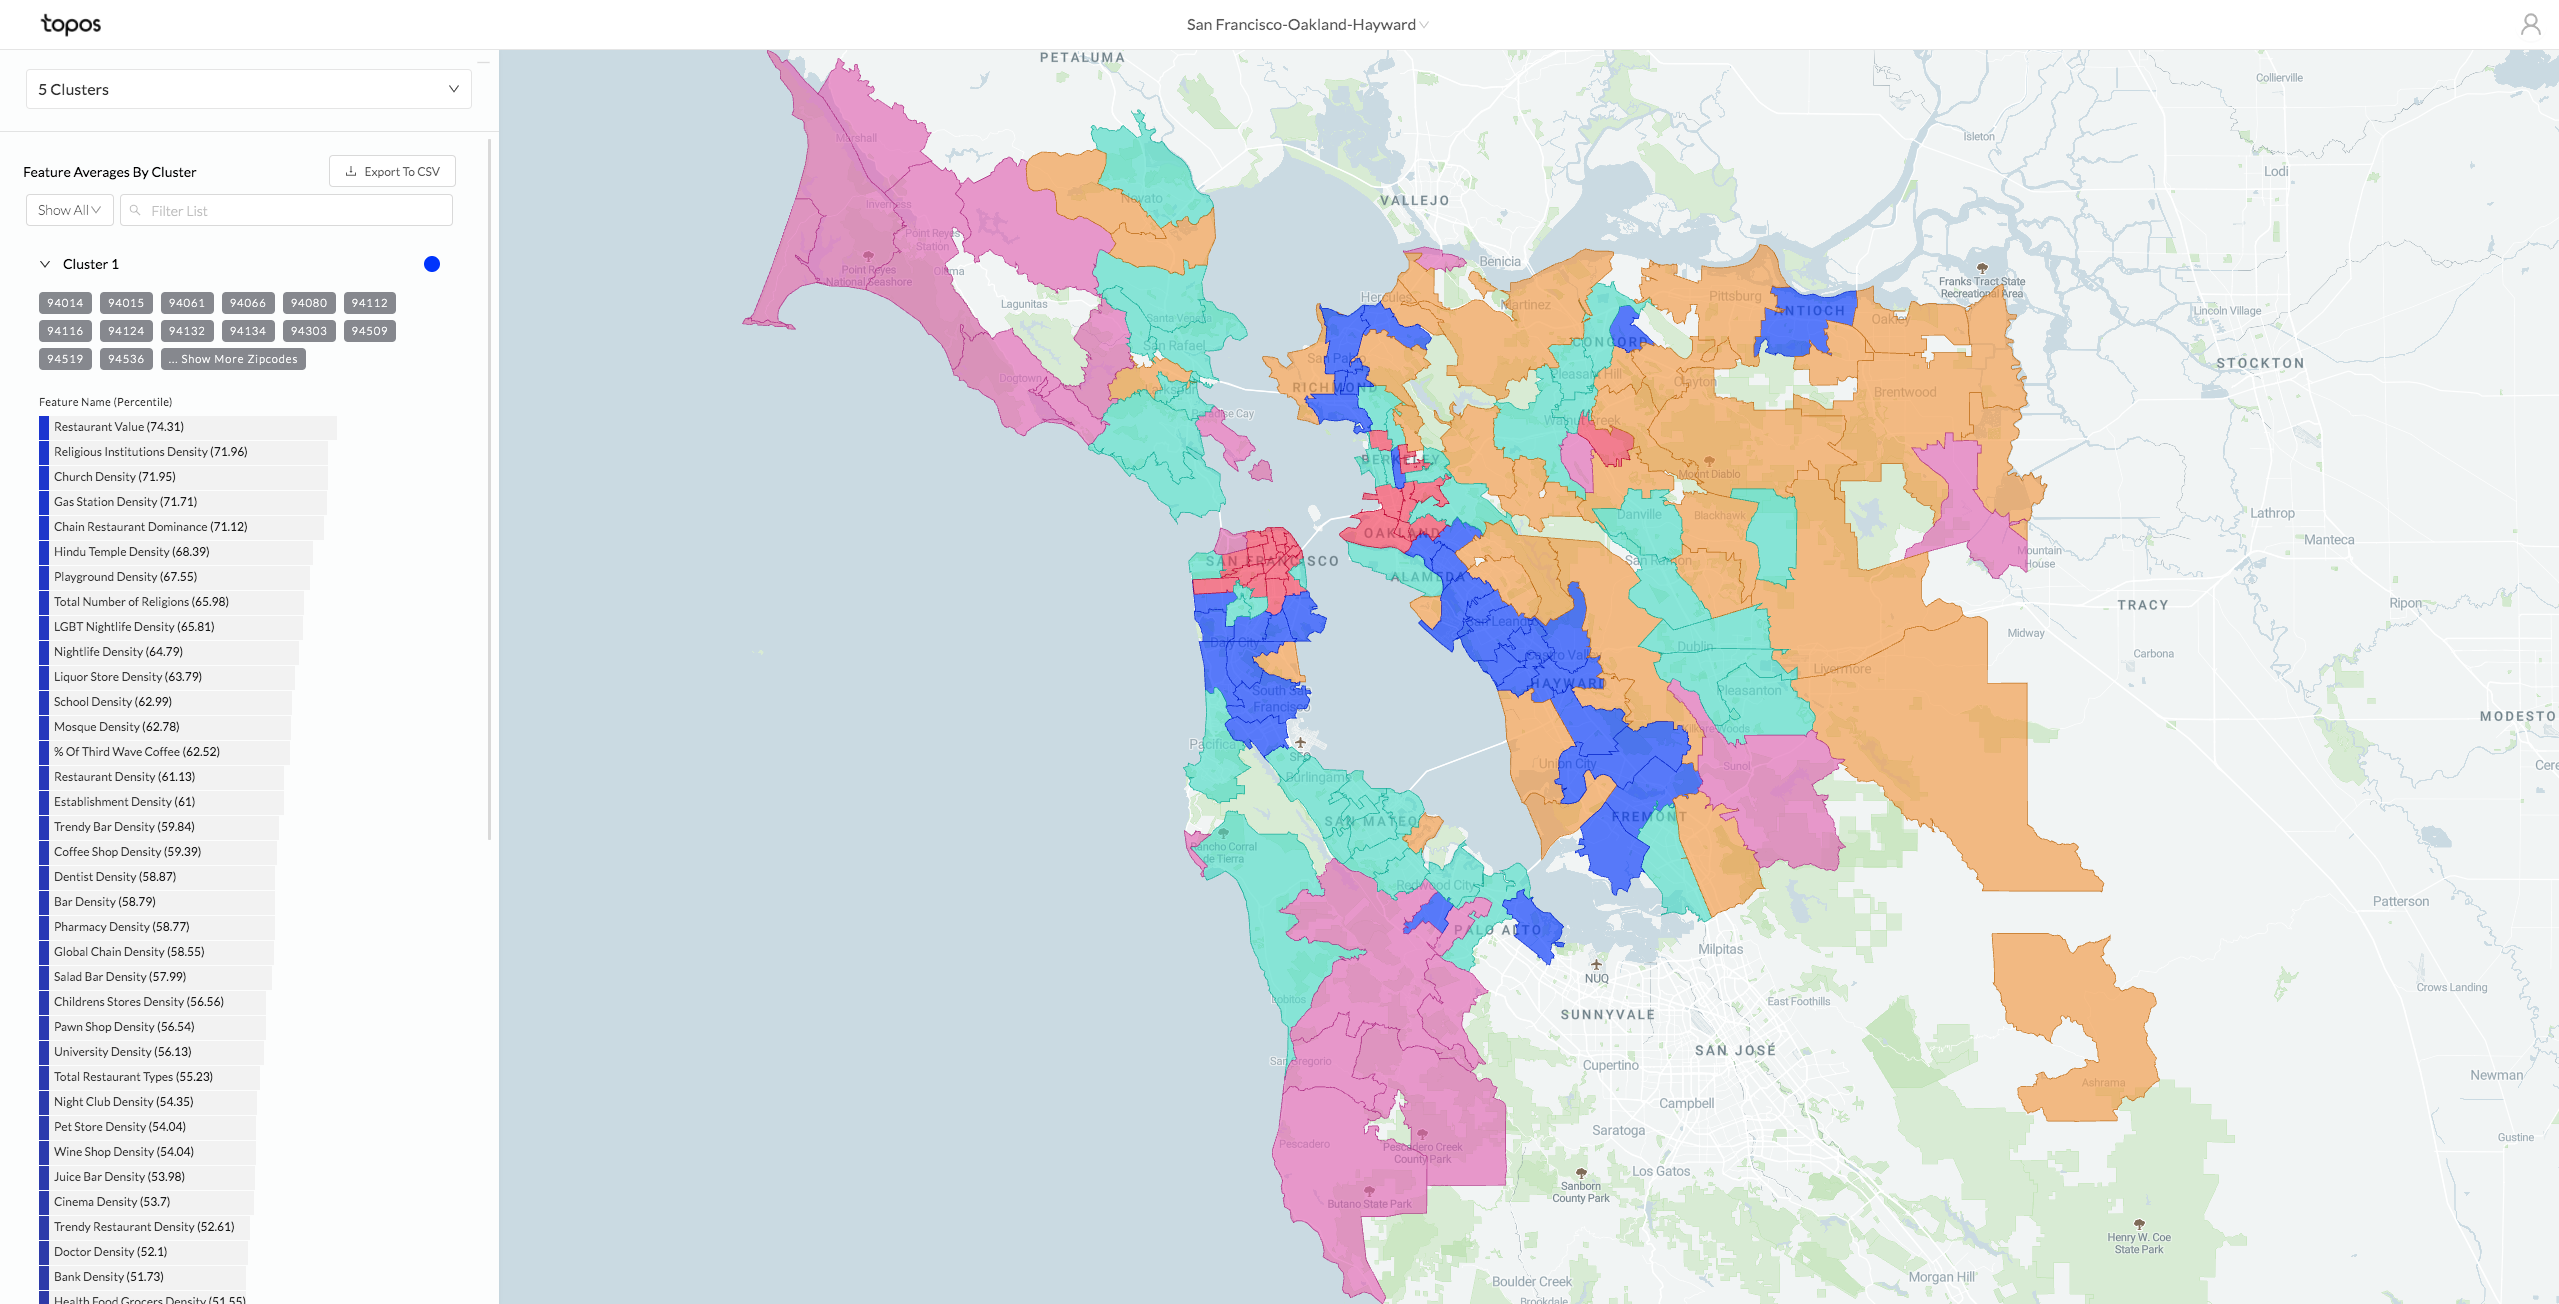 topos
San Francisco-Oakland-Hayward
5 Clusters
Feature Averages By Cluster
Export To CSV
Show All
Filter List
Cluster 1
94014 94015 94061 94066 94080 94112
94116 94124 94132 94134 94303 94509
94519 94536 ... Show More Zipcodes
Feature Name (Percentile)
Restaurant Value (74.31)
Religious Institutions Density (71.96)
Church Density (71.95)
Gas Station Density (71.71)
Chain Restaurant Dominance (71.12)
Hindu Temple Density (68.39)
Playground Density (67.55)
Total Number of Religions (65.98)
LGBT Nightlife Density (65.81)
Nightlife Density (64.79)
Liquor Store Density (63.79)
School Density (62.99)
Mosque Density (62.78)
% Of Third Wave Coffee (62.52)
Restaurant Density (61.13)
Establishment Density (61)
Trendy Bar Density (59.84)
Coffee Shop Density (59.39)
Dentist Density (58.87)
Bar Density (58.79)
Pharmacy Density (58.77)
Global Chain Density (58.55)
Salad Bar Density (57.99)
Childrens Stores Density (56.56)
Pawn Shop Density (56.54)
University Density (56.13)
Total Restaurant Types (55.23)
Night Club Density (54.35)
Pet Store Density (54.04)
Wine Shop Density (54.04)
Juice Bar Density (53.98)
Cinema Density (53.7)
Trendy Restaurant Density (52.61)
Doctor Density (52.1)
Bank Density (51.73)
Health Food Grocers Density (51.55)
PETALUMA
Collierville
Marshall
Isleton
Lodi
Inverness
Novato
VALLEJO
Point Reyes
Station
Point Reyes
National Seashore
Olema
Benicia
Franks Tract State
Recreational Area
Lagunitas
Hercules
Martinez
Pittsburg
ANTIOCH
Oakley
Lincoln Village
Santa Venetia
San Rafael
CONCORD
San Pablo
STOCKTON
Dogtown
Larkspur
RICHMOND
Pleasant Hill
Clayton
Brentwood
Paradise Cay
Walnut Creek
BERKELEY
Mount Diablo
Danville
Blackhawk
Lathrop
OAKLAND
Manteca
SAN FRANCISCO
ALAMEDA
San Ramon
Mountain
House
TRACY
Ripon
San Leandro
Midway
Daly City
Castro Valley
Dublin
Carbona
Livermore
HAYWARD
South San
Francisco
Pleasanton
MODESTO
Pacifica
Kilkare Woods
SFO
Union City
Sunol
Burlingame
Cere
SAN MATEO
FREMONT
Rancho Corral
de Tierra
Redwood City
Patterson
PALO ALTO
Milpitas
NUQ
Crows Landing
Lobitos
East Foothills
SUNNYVALE
SAN JOSÉ
San Gregorio
Cupertino
Newman
Ashrama
Campbell
Saratoga
Gustine
Pescadero
Pescadero Creek
County Park
Los Gatos
Sanborn
County Park
Butano State Park
Henry W. Coe
State Park
Morgan Hill
Boulder Creek
Brookdale